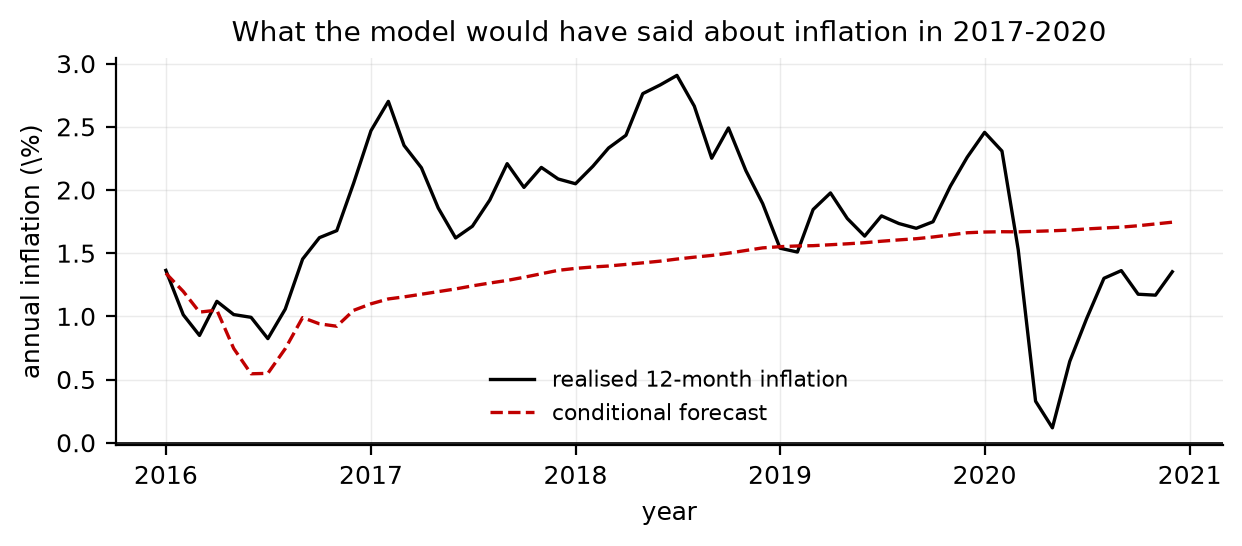 What the model would have said about inflation in 2017-2020
annual inflation (\%)
3.0
2.5
2.0
1.5
1.0
0.5
0.0
realised 12-month inflation
conditional forecast
2016
2017
2018
2019
2020
2021
year